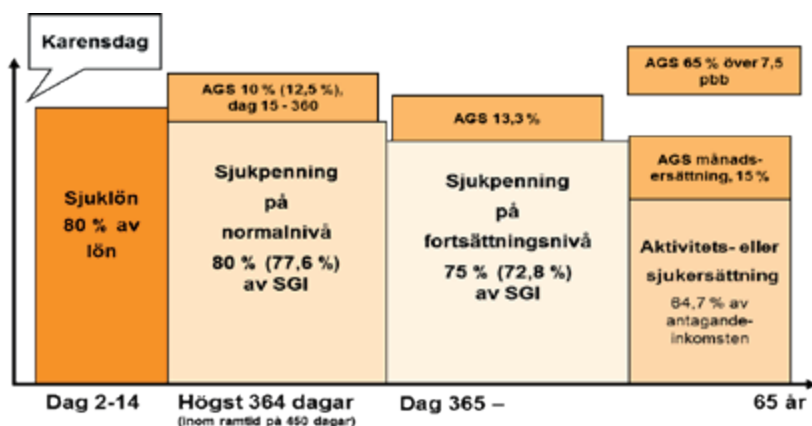 Karensdag
AGS 10 % (12,5 %),
dag 15 - 360
AGS 13,3 %
AGS 65 % över 7,5
pbb
AGS månads-
ersättning, 15 %
Sjuklön
80 % av
lön
Sjukpenning
på
normalnivå
80 % (77,6 %)
av SGI
Sjukpenning
på
fortsättningsnivå
75 % (72,8 %)
av SGI
Aktivitets- eller
sjukersättning
64,7 % av
antagande-
inkomsten
Dag 2-14
Högst 364 dagar
(inom ramtid på 450 dagar)
Dag 365 –
65 år